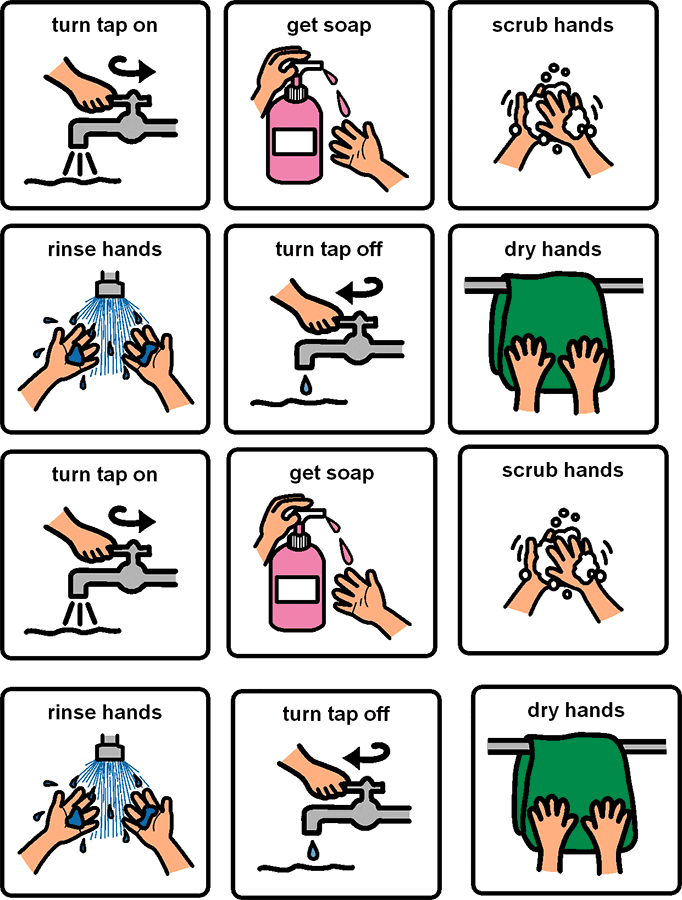 turn tap on
get soap
scrub hands
rinse hands
turn tap off
dry hands
turn tap on
get soap
scrub hands
rinse hands
turn tap off
dry hands